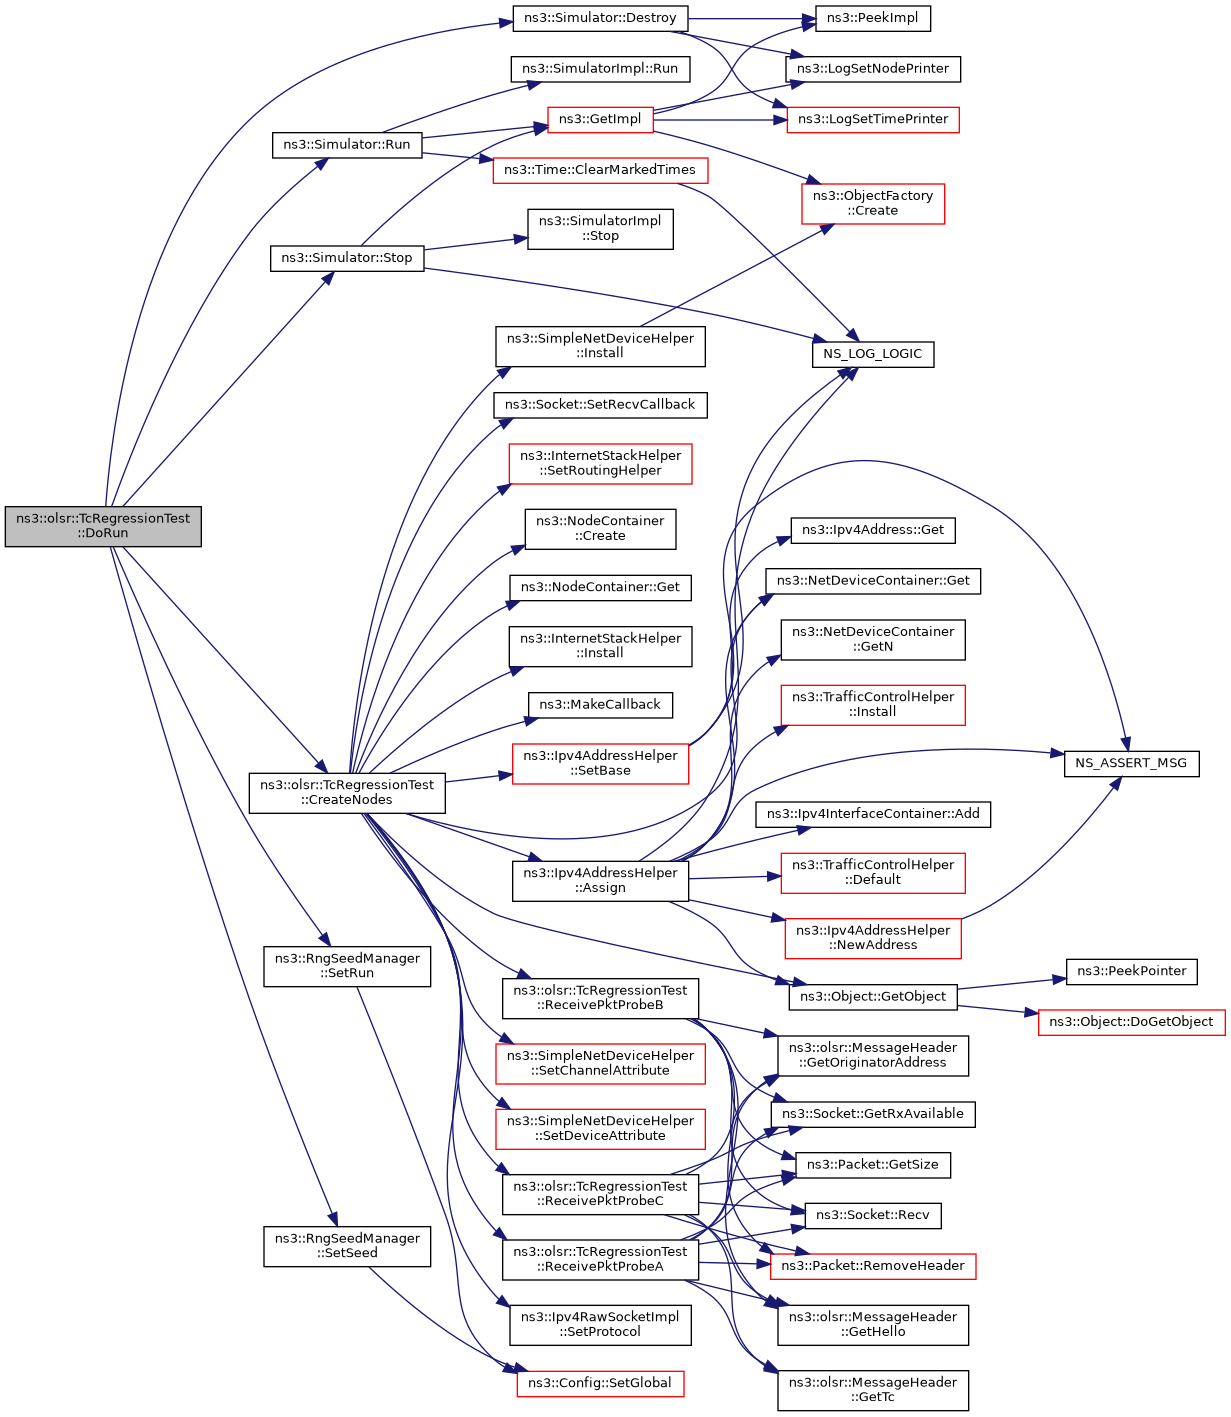 ns3::olsr::TcRegressionTest
::DoRun
ns3::Simulator::Run
ns3::Simulator::Stop
ns3::olsr::TcRegressionTest
::CreateNodes
ns3::RngSeedManager
::SetRun
ns3::RngSeedManager
::SetSeed
ns3::Simulator::Destroy
ns3::SimulatorImpl::Run
ns3::GetImpl
ns3::Time::ClearMarkedTimes
ns3::SimulatorImpl
::Stop
ns3::SimpleNetDeviceHelper
::Install
ns3::Socket::SetRecvCallback
ns3::InternetStackHelper
::SetRoutingHelper
ns3::NodeContainer
::Create
ns3::NodeContainer::Get
ns3::InternetStackHelper
::Install
ns3::MakeCallback
ns3::Ipv4AddressHelper
::SetBase
ns3::Ipv4AddressHelper
::Assign
ns3::olsr::TcRegressionTest
::ReceivePktProbeB
ns3::SimpleNetDeviceHelper
::SetChannelAttribute
ns3::SimpleNetDeviceHelper
::SetDeviceAttribute
ns3::olsr::TcRegressionTest
::ReceivePktProbeC
ns3::olsr::TcRegressionTest
::ReceivePktProbeA
ns3::Ipv4RawSocketImpl
::SetProtocol
ns3::Config::SetGlobal
ns3::PeekImpl
ns3::LogSetNodePrinter
ns3::LogSetTimePrinter
ns3::ObjectFactory
::Create
NS_LOG_LOGIC
ns3::Ipv4Address::Get
ns3::NetDeviceContainer::Get
ns3::NetDeviceContainer
::GetN
ns3::TrafficControlHelper
::Install
ns3::Ipv4InterfaceContainer::Add
ns3::TrafficControlHelper
::Default
ns3::Ipv4AddressHelper
::NewAddress
ns3::Object::GetObject
ns3::olsr::MessageHeader
::GetOriginatorAddress
ns3::Socket::GetRxAvailable
ns3::Packet::GetSize
ns3::Socket::Recv
ns3::Packet::RemoveHeader
ns3::olsr::MessageHeader
::GetHello
ns3::olsr::MessageHeader
::GetTc
NS_ASSERT_MSG
ns3::PeekPointer
ns3::Object::DoGetObject